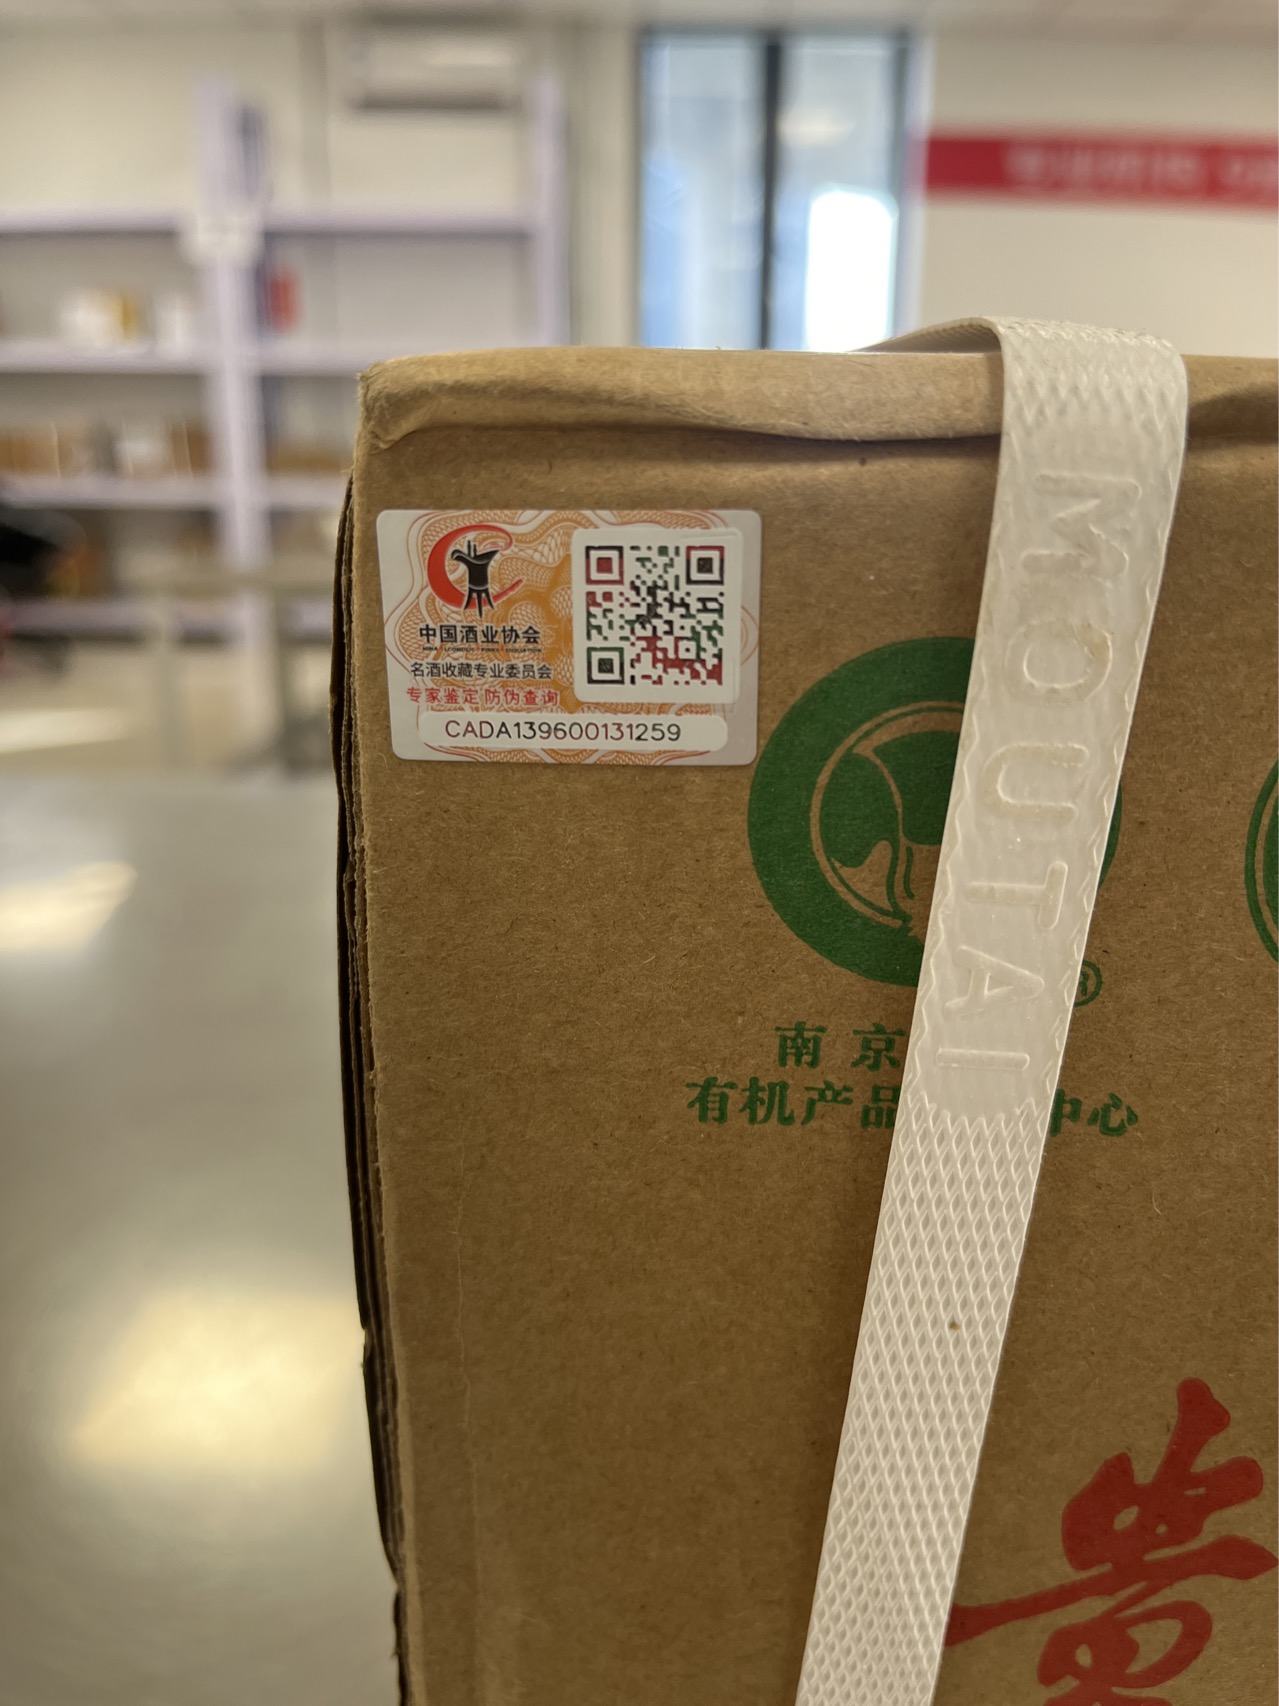 中国酒业协会
名酒收藏专业委员会
专家鉴定 防伪查询
CADA139600131259
MOUTAI
®
南京
有机产品
中心
贵